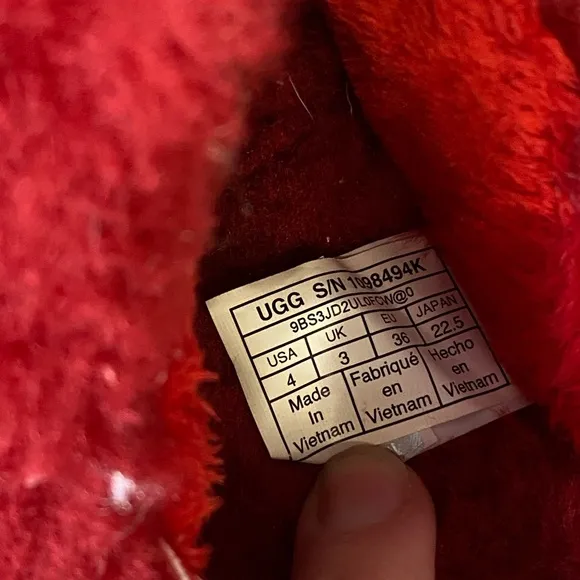 UGG S/N 1098494K
9BS3JD2UL0ECW@0
USA UK EU JAPAN
4 3 36 22.5
Made In Vietnam
Fabriqué en Vietnam
Hecho en Vietnam